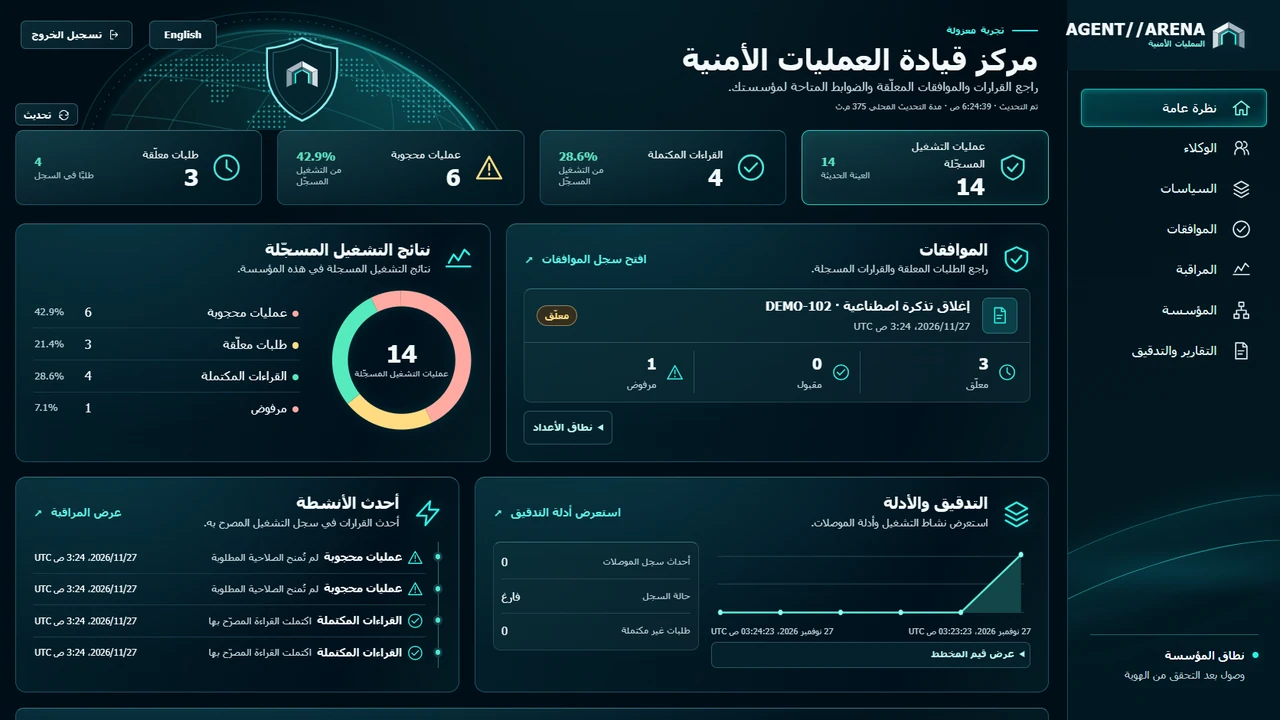 AGENT//ARENA
العمليات الأمنية
نظرة عامة
الوكلاء
السياسات
الموافقات
المراقبة
المؤسسة
التقارير والتدقيق
نطاق المؤسسة
وصول بعد التحقق من الهوية
تجربة معزولة
مركز قيادة العمليات الأمنية
راجع القرارات والموافقات المعلّقة والضوابط المتاحة لمؤسستك.
تم التحديث · 6:24:39 ص · مدة التحديث المحلي 375 م.ث
English
تسجيل الخروج
تحديث
عمليات التشغيل المسجّلة
14
14
العينة الحديثة
القراءات المكتملة
4
28.6%
من التشغيل المسجّل
عمليات محجوبة
6
42.9%
من التشغيل المسجّل
طلبات معلّقة
3
4
طلبًا في السجل
الموافقات
راجع الطلبات المعلقة والقرارات المسجلة.
افتح سجل الموافقات ↗
إغلاق تذكرة اصطناعية · DEMO-102
27/11/2026، 3:24 ص UTC
معلّق
3
معلّق
0
مقبول
1
مرفوض
◂ نطاق الأعداد
نتائج التشغيل المسجّلة
نتائج التشغيل المسجلة في هذه المؤسسة.
14
عمليات التشغيل المسجّلة
عمليات محجوبة 6 42.9%
طلبات معلّقة 3 21.4%
القراءات المكتملة 4 28.6%
مرفوض 1 7.1%
التدقيق والأدلة
استعرض نشاط التشغيل وأدلة الموصلات.
استعرض أدلة التدقيق ↗
27 نوفمبر 2026، 03:23:23 ص UTC
27 نوفمبر 2026، 03:24:23 ص UTC
◂ عرض قيم المخطط
أحداث سجل الموصلات 0
حالة السجل فارغ
طلبات غير مكتملة 0
أحدث الأنشطة
أحدث القرارات في سجل التشغيل المصرح به.
عرض المراقبة ↗
عمليات محجوبة لم تُمنح الصلاحية المطلوبة 27/11/2026، 3:24 ص UTC
عمليات محجوبة لم تُمنح الصلاحية المطلوبة 27/11/2026، 3:24 ص UTC
القراءات المكتملة اكتملت القراءة المصرّح بها 27/11/2026، 3:24 ص UTC
القراءات المكتملة اكتملت القراءة المصرّح بها 27/11/2026، 3:24 ص UTC